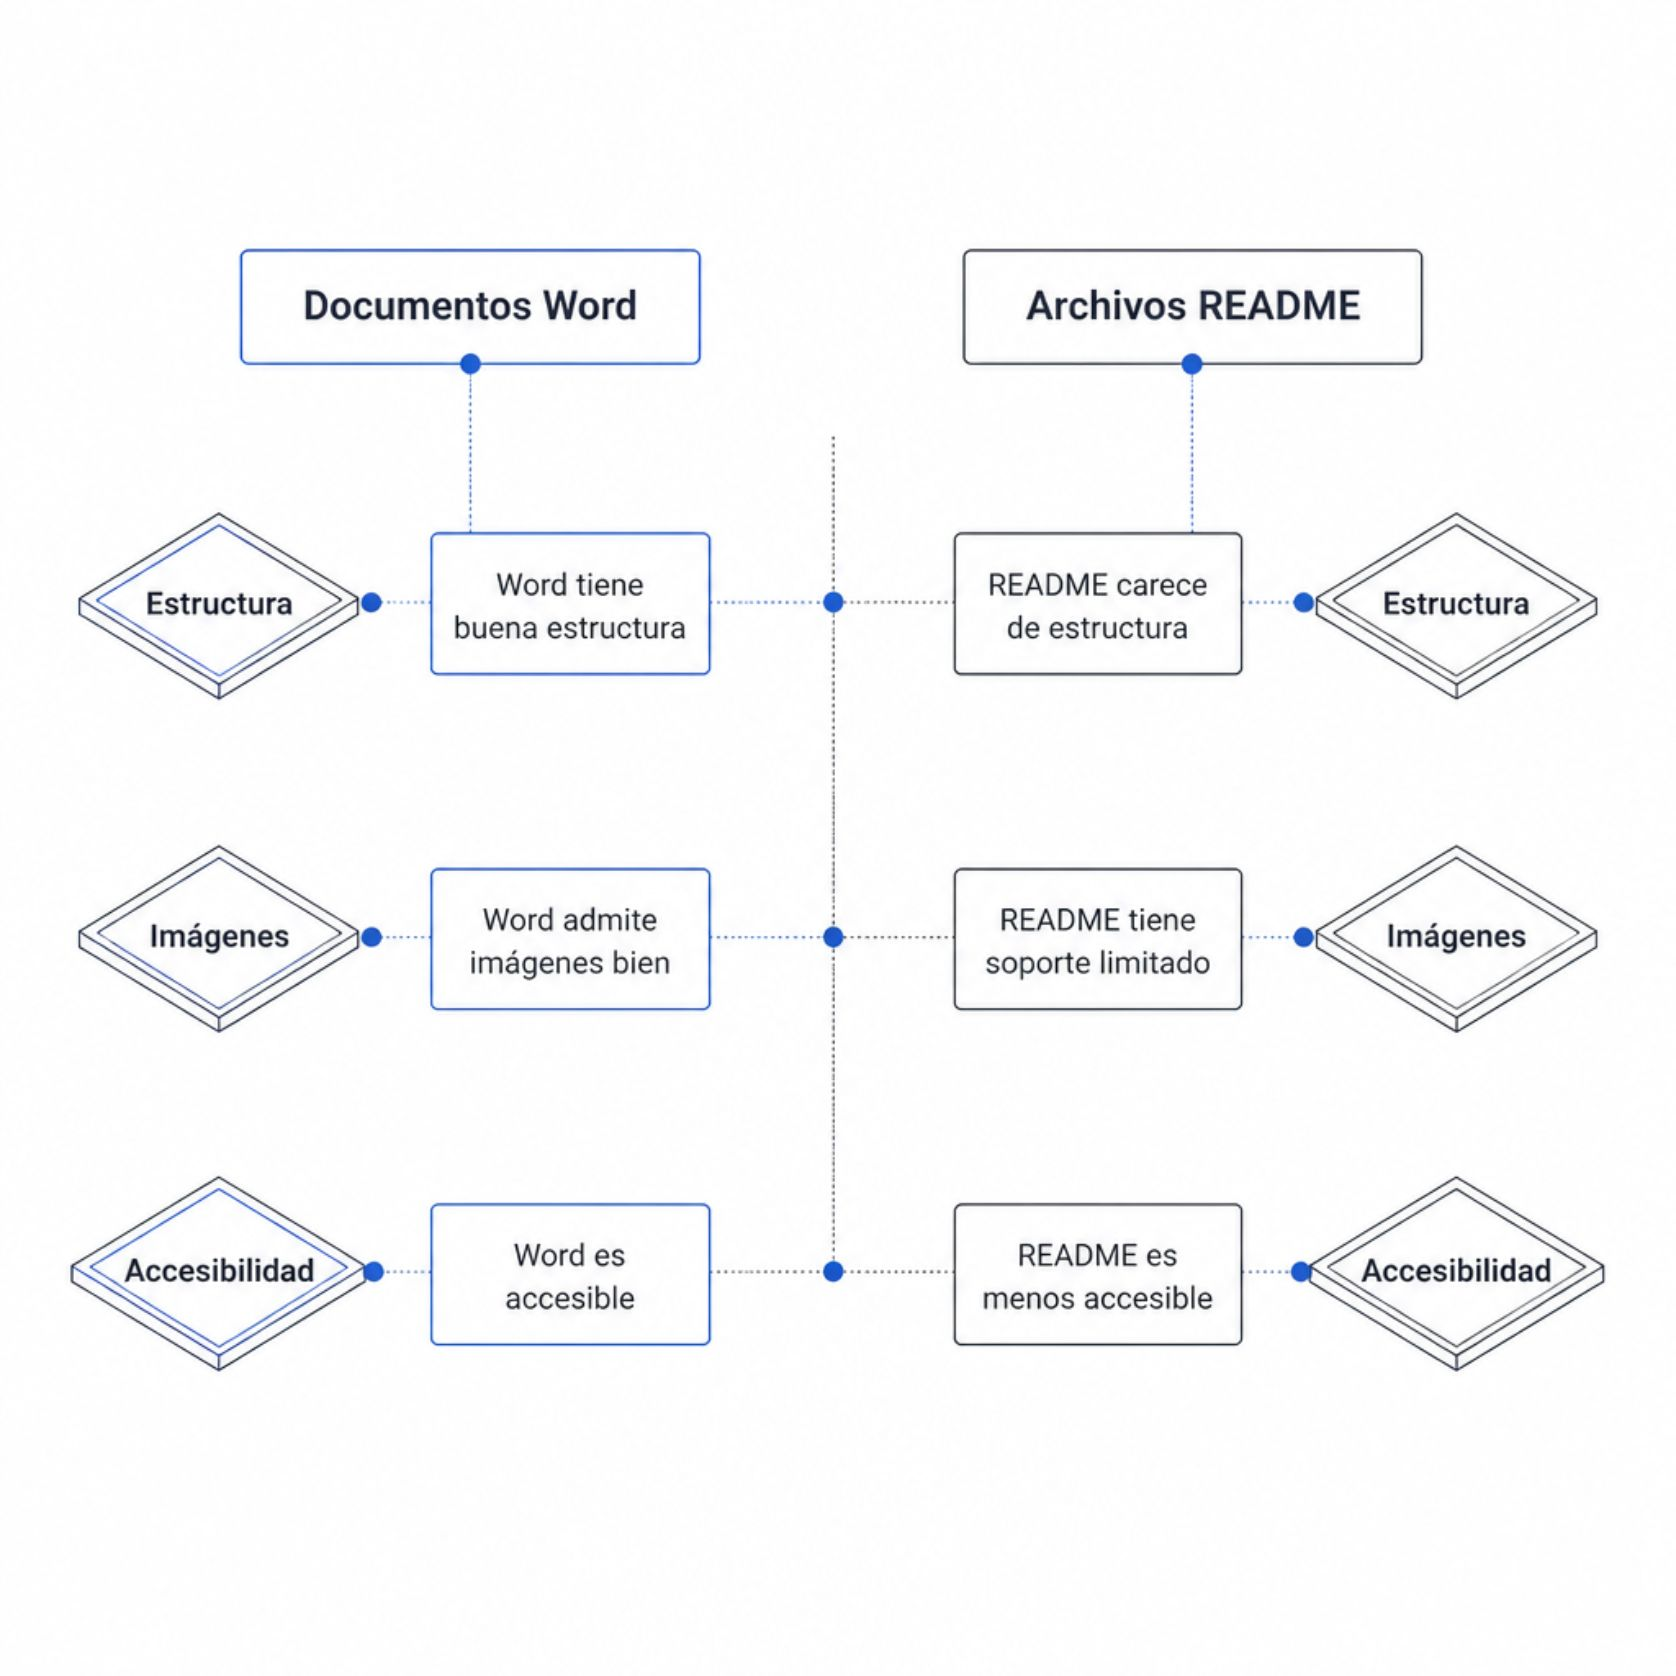 Documentos Word
Archivos README
Estructura
Word tiene
buena estructura
README carece
de estructura
Estructura
Imágenes
Word admite
imágenes bien
README tiene
soporte limitado
Imágenes
Accesibilidad
Word es
accesible
README es
menos accesible
Accesibilidad